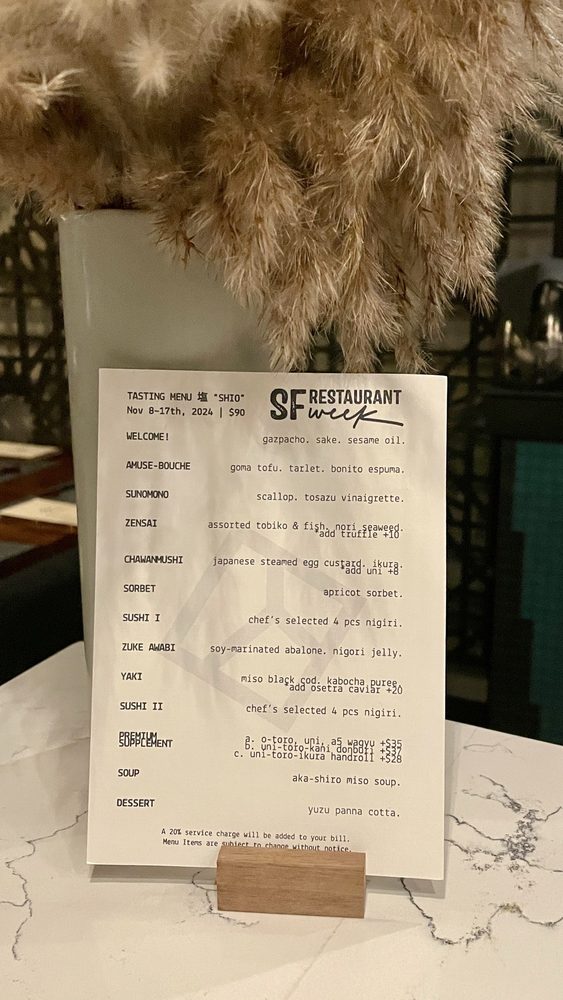 TASTING MENU 塩 "SHIO"
Nov 8-17th, 2024 | $90
SF RESTAURANT week
WELCOME! gazpacho. sake. sesame oil.
AMUSE-BOUCHE goma tofu. tartlet. bonito espuma.
SUNOMONO scallop. tosazu vinaigrette.
ZENSAI assorted tobiko & fish. nori seaweed.
*add truffle +10
CHAWANMUSHI japanese steamed egg custard. ikura.
*add uni +8
SORBET apricot sorbet.
SUSHI I chef's selected 4 pcs nigiri.
ZUKE AWABI soy-marinated abalone. nigori jelly.
YAKI miso black cod. kabocha puree.
*add osetra caviar +20
SUSHI II chef's selected 4 pcs nigiri.
PREMIUM SUPPLEMENT a. o-toro, uni, a5 wagyu +$35
b. uni-toro-kani donburi +$37
c. uni-toro-ikura handroll +$28
SOUP aka-shiro miso soup.
DESSERT yuzu panna cotta.
A 20% service charge will be added to your bill.
Menu Items are subject to change without notice.